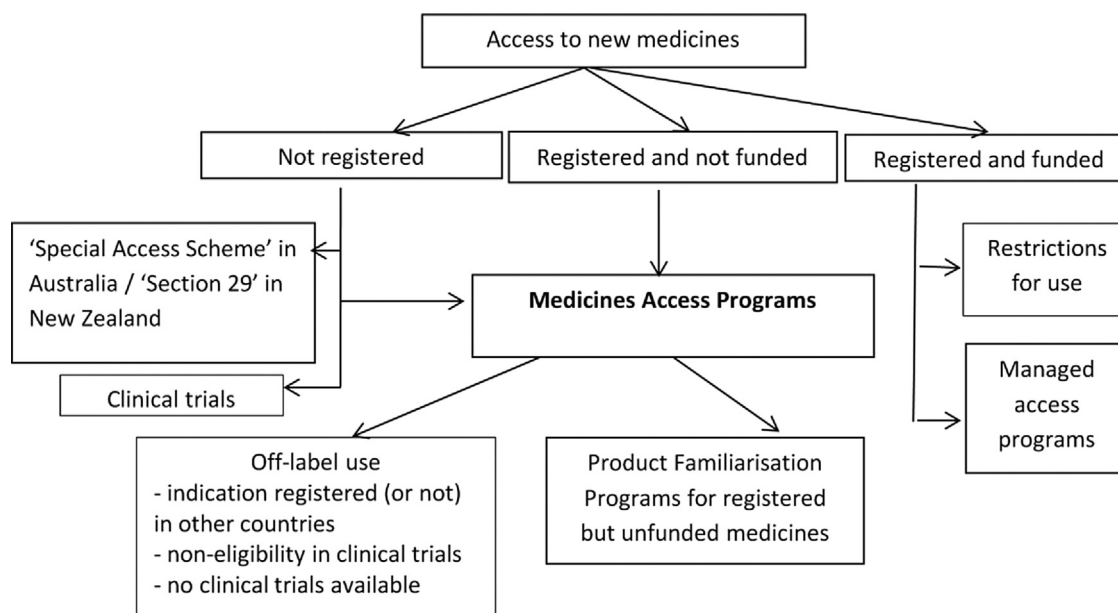 Access to new medicines
Not registered
Registered and not funded
Registered and funded
‘Special Access Scheme’ in
Australia / ‘Section 29’ in
New Zealand
Restrictions
for use
Medicines Access Programs
Clinical trials
Managed
access
programs
Off-label use
- indication registered (or not)
in other countries
- non-eligibility in clinical trials
- no clinical trials available
Product Familiarisation
Programs for registered
but unfunded medicines